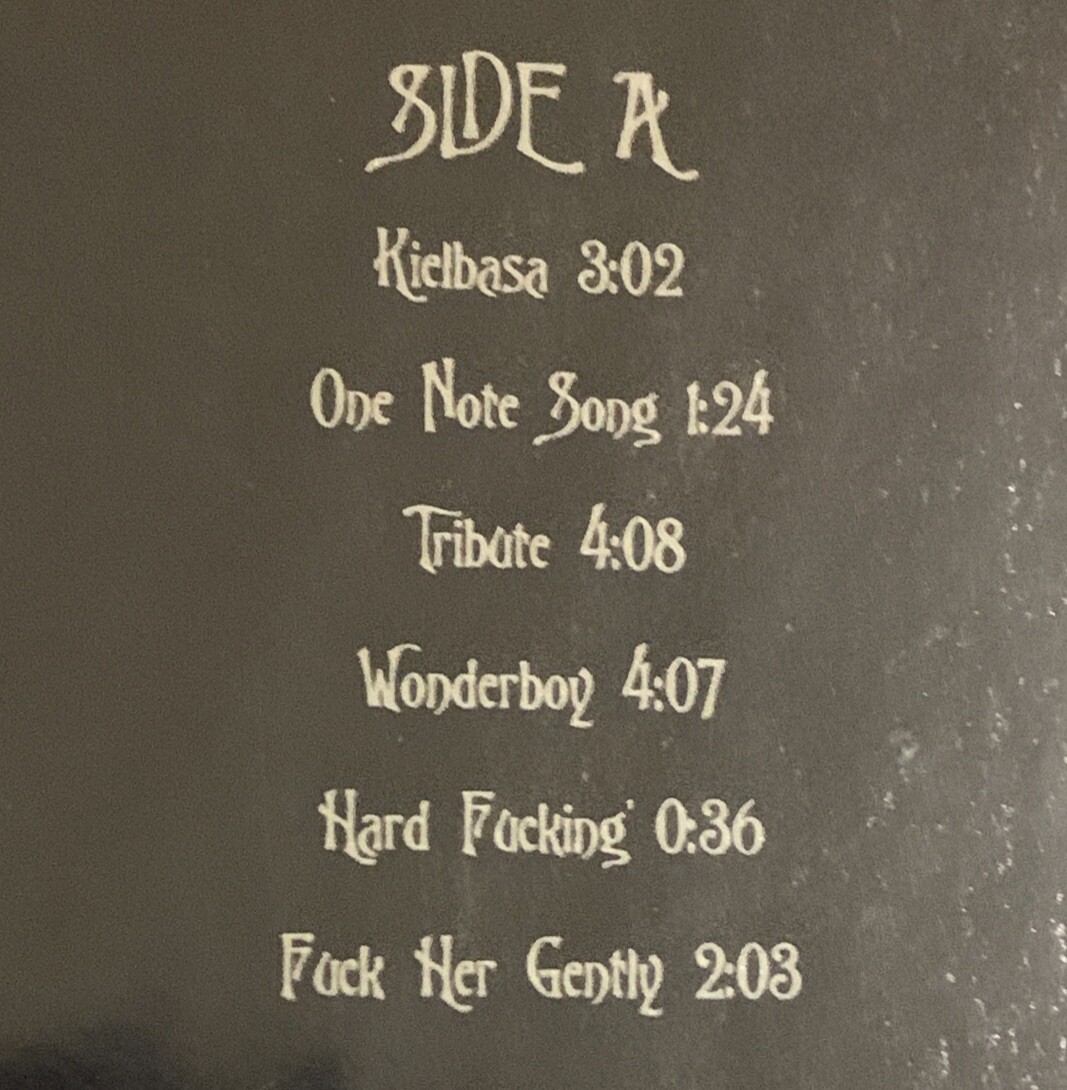 SIDE A
Kielbasa 3:02
One Note Song 1:24
Tribute 4:08
Wonderboy 4:07
Hard Fucking 0:36
Fuck Her Gently 2:03